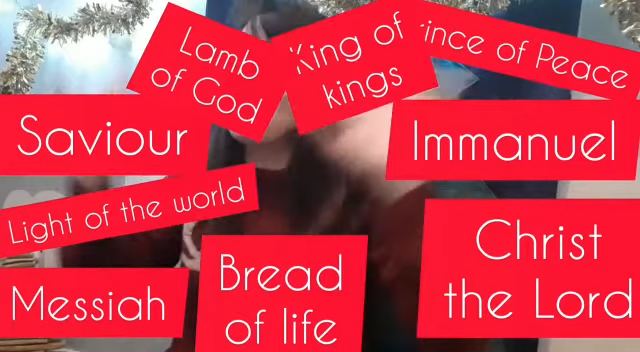 Lamb
of God
King of
kings
ince of Peace
Saviour
Immanuel
Light of the world
Christ
the Lord
Bread
of life
Messiah